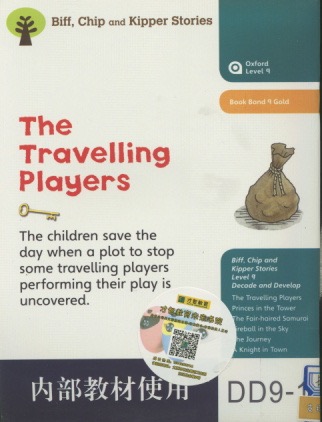 Biff, Chip and Kipper Stories
Oxford
Level 9
Book Band 9 Gold
The
Travelling
Players
The children save the
day when a plot to stop
some travelling players
performing their play is
uncovered.
Biff, Chip and
Kipper Stories
Level 9
Decode and Develop
The Travelling Players
Princes in the Tower
The Fair-haired Samurai
Fireball in the Sky
The Journey
A Knight in Town
内部教材使用
DD9-1